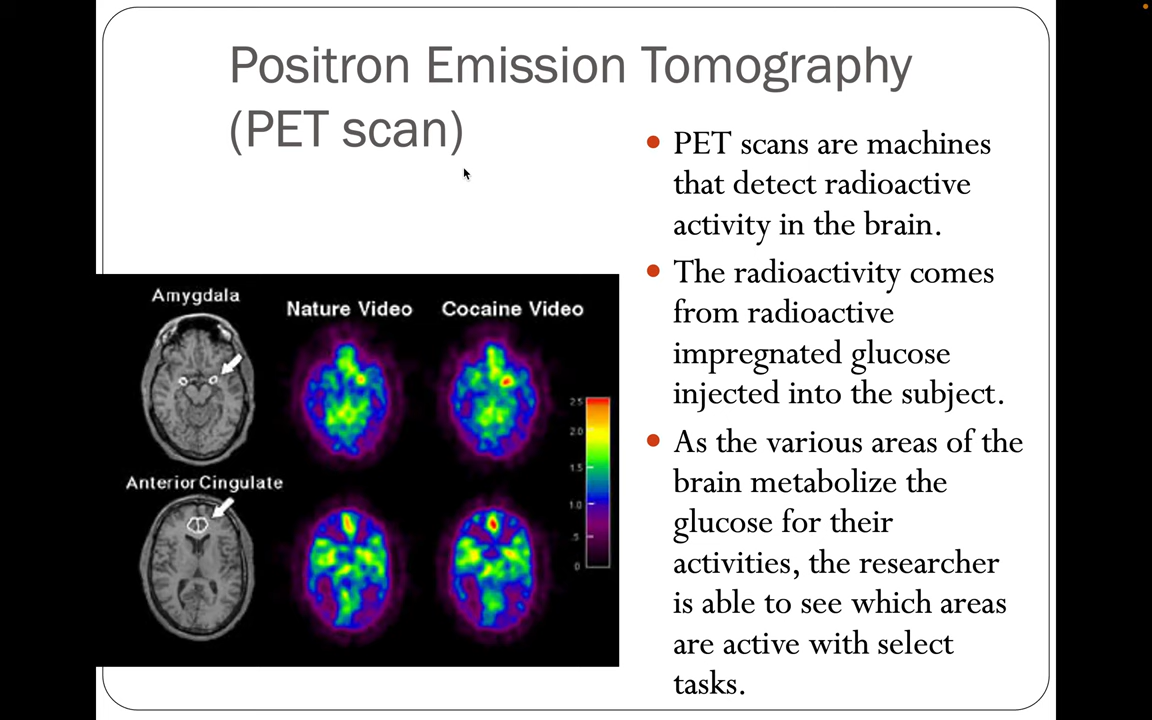 Positron Emission Tomography
(PET scan)
Amygdala
Nature Video
Cocaine Video
Anterior Cingulate
2.5
2.0
1.5
1.0
.5
0
• PET scans are machines
that detect radioactive
activity in the brain.
• The radioactivity comes
from radioactive
impregnated glucose
injected into the subject.
• As the various areas of the
brain metabolize the
glucose for their
activities, the researcher
is able to see which areas
are active with select
tasks.